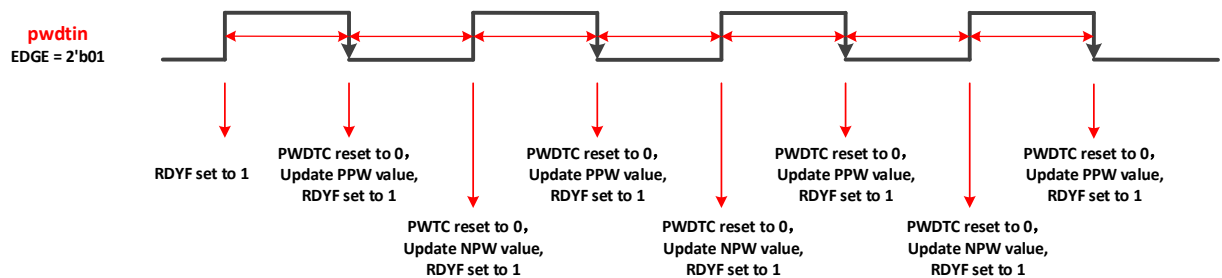 pwdtin
EDGE = 2'b01
RDYF set to 1
PWDTC reset to 0，
Update PPW value,
RDYF set to 1
PWTC reset to 0，
Update NPW value,
RDYF set to 1
PWDTC reset to 0，
Update PPW value,
RDYF set to 1
PWDTC reset to 0，
Update NPW value,
RDYF set to 1
PWDTC reset to 0，
Update PPW value,
RDYF set to 1
PWDTC reset to 0，
Update NPW value,
RDYF set to 1
PWDTC reset to 0，
Update PPW value,
RDYF set to 1